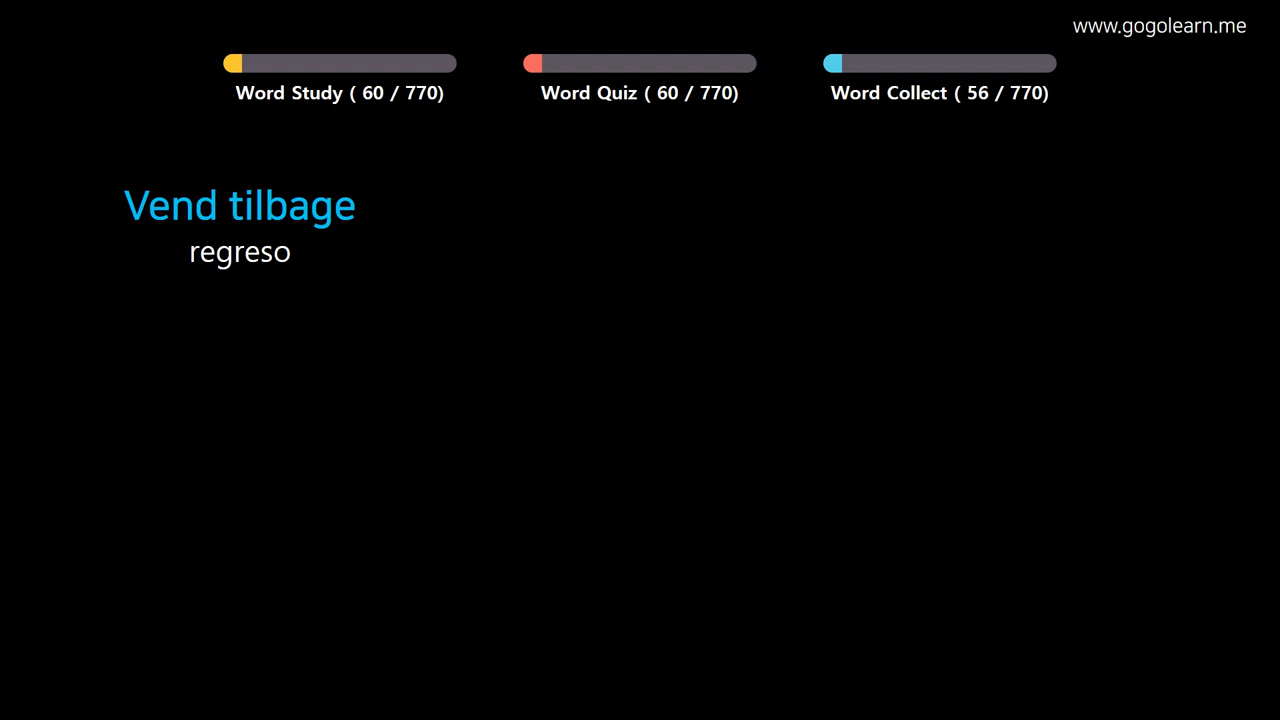 www.gogolearn.me
Word Study ( 60 / 770)
Word Quiz ( 60 / 770)
Word Collect ( 56 / 770)
Vend tilbage
regreso